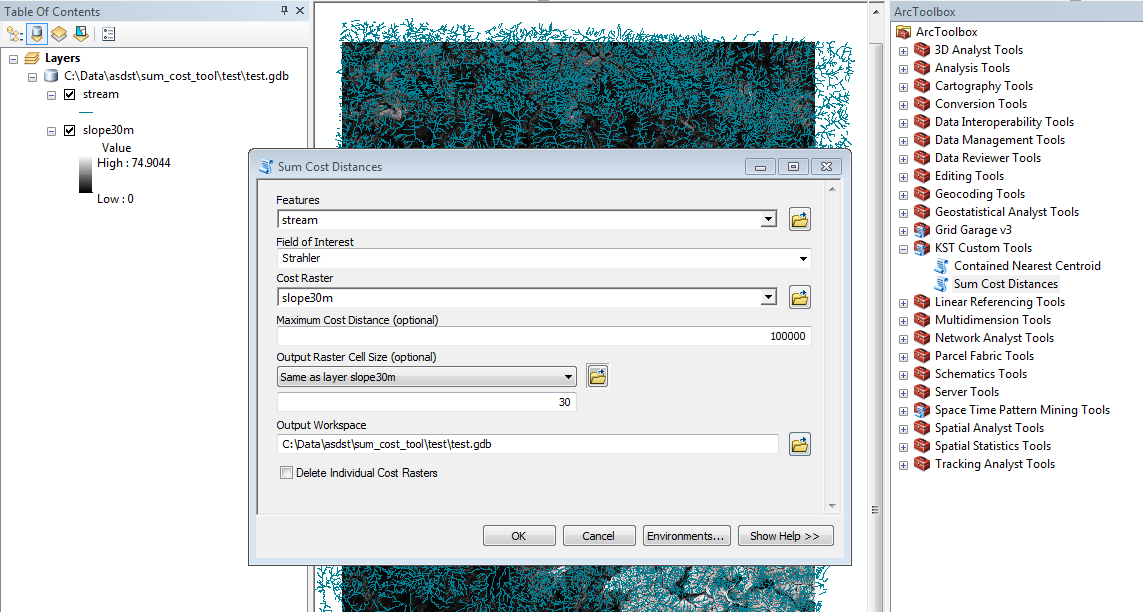 Table Of Contents
Layers
C:\Data\asdst\sum_cost_tool\test\test.gdb
stream
slope30m
Value
High : 74.9044
Low : 0
Sum Cost Distances
Features
stream
Field of Interest
Strahler
Cost Raster
slope30m
Maximum Cost Distance (optional)
100000
Output Raster Cell Size (optional)
Same as layer slope30m
30
Output Workspace
C:\Data\asdst\sum_cost_tool\test\test.gdb
Delete Individual Cost Rasters
OK
Cancel
Environments...
Show Help >>
ArcToolbox
ArcToolbox
3D Analyst Tools
Analysis Tools
Cartography Tools
Conversion Tools
Data Interoperability Tools
Data Management Tools
Data Reviewer Tools
Editing Tools
Geocoding Tools
Geostatistical Analyst Tools
Grid Garage v3
KST Custom Tools
Contained Nearest Centroid
Sum Cost Distances
Linear Referencing Tools
Multidimension Tools
Network Analyst Tools
Parcel Fabric Tools
Schematics Tools
Server Tools
Space Time Pattern Mining Tools
Spatial Analyst Tools
Spatial Statistics Tools
Tracking Analyst Tools